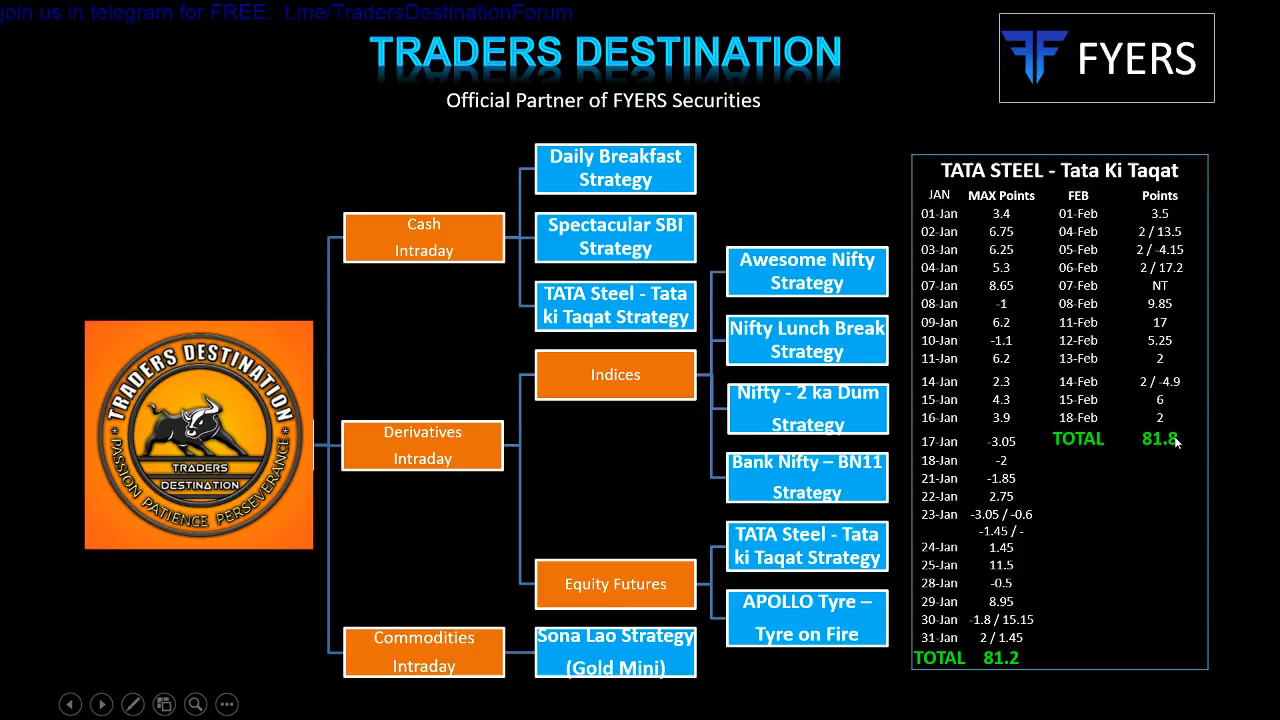 join us in telegram for FREE: t.me/TradersDestinationForum
TRADERS DESTINATION
Official Partner of FYERS Securities
FYERS
TRADERS DESTINATION
TRADERS
DESTINATION
* PASSION PATIENCE PERSEVERANCE *
Cash
Intraday
Daily Breakfast
Strategy
Spectacular SBI
Strategy
TATA Steel - Tata
ki Taqat Strategy
Derivatives
Intraday
Indices
Awesome Nifty
Strategy
Nifty Lunch Break
Strategy
Nifty - 2 ka Dum
Strategy
Bank Nifty – BN11
Strategy
Equity Futures
TATA Steel - Tata
ki Taqat Strategy
APOLLO Tyre –
Tyre on Fire
Commodities
Intraday
Sona Lao Strategy
(Gold Mini)
TATA STEEL - Tata Ki Taqat
JAN MAX Points FEB Points
01-Jan 3.4 01-Feb 3.5
02-Jan 6.75 04-Feb 2 / 13.5
03-Jan 6.25 05-Feb 2 / -4.15
04-Jan 5.3 06-Feb 2 / 17.2
07-Jan 8.65 07-Feb NT
08-Jan -1 08-Feb 9.85
09-Jan 6.2 11-Feb 17
10-Jan -1.1 12-Feb 5.25
11-Jan 6.2 13-Feb 2
14-Jan 2.3 14-Feb 2 / -4.9
15-Jan 4.3 15-Feb 6
16-Jan 3.9 18-Feb 2
17-Jan -3.05 TOTAL 81.8
18-Jan -2
21-Jan -1.85
22-Jan 2.75
23-Jan -3.05 / -0.6
-1.45 / -
24-Jan 1.45
25-Jan 11.5
28-Jan -0.5
29-Jan 8.95
30-Jan -1.8 / 15.15
31-Jan 2 / 1.45
TOTAL 81.2